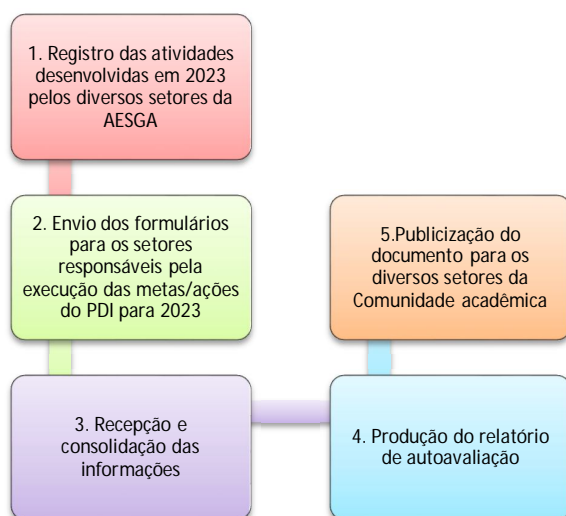 1. Registro das atividades
desenvolvidas em 2023
pelos diversos setores da
AESGA
2. Envio dos formulários
para os setores
responsáveis pela
execução das metas/ações
do PDI para 2023
3. Recepção e
consolidação das
informações
4. Produção do relatório
de autoavaliação
5.Publicização do
documento para os
diversos setores da
Comunidade acadêmica